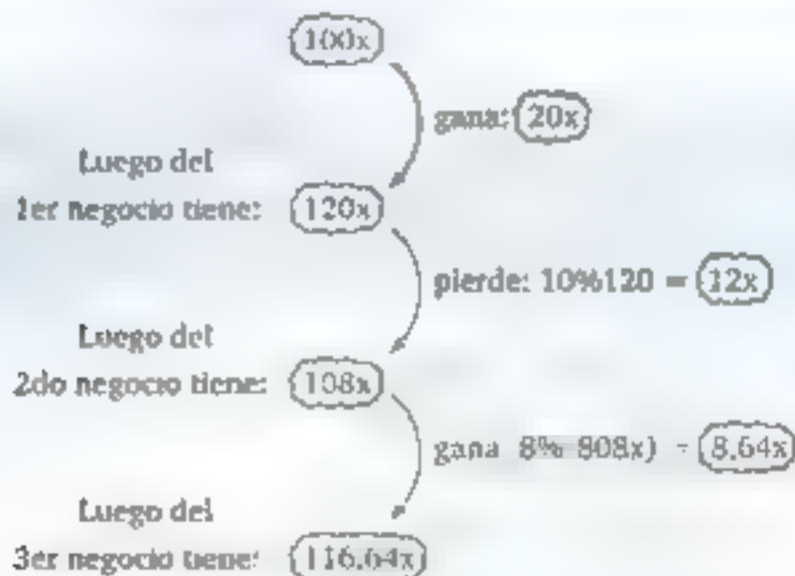 100x
gana: 20x
Luego del
1er negocio tiene: 120x
pierde: 10%120 = 12x
Luego del
2do negocio tiene: 108x
gana 8% 808x) = 8,64x
Luego del
3er negocio tiene: 116,64x